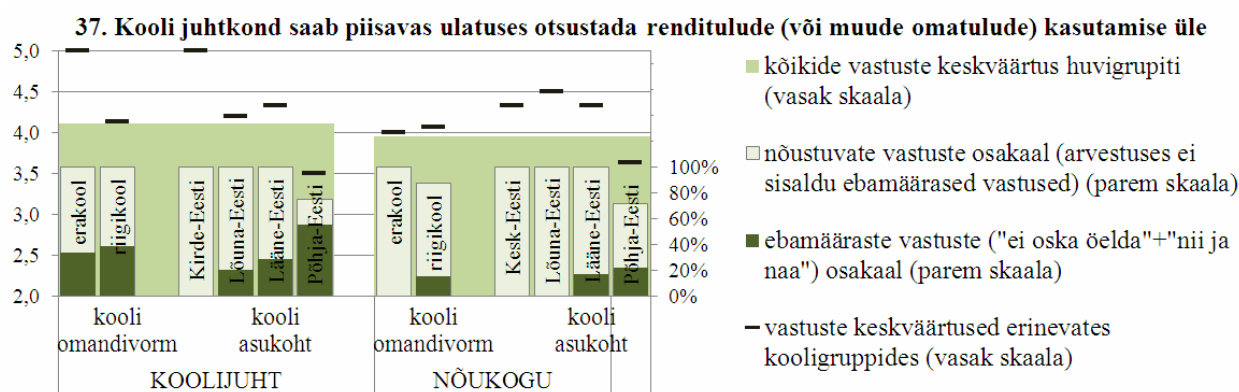 37. Kooli juhtkond saab piisavas ulatuses otsustada renditulude (või muude omatulude) kasutamise üle
5,0
4,5
4,0
3,5
3,0
2,5
2,0
erakool
riigikool
Kirde-Eesti
Lõuna-Eesti
Lääne-Eesti
Põhja-Eesti
erakool
riigikool
Kesk-Eesti
Lõuna-Eesti
Lääne-Eesti
Põhja-Eesti
100%
80%
60%
40%
20%
0%
kooli
omandivorm
kooli
asukoht
kooli
omandivorm
kooli
asukoht
KOOLIJUHT
NÕUKOGU
kõikide vastuste keskväärtus huvigrupiti
(vasak skaala)
nõustuvate vastuste osakaal (arvestuses ei
sisaldu ebamäärased vastused) (parem skaala)
ebamääraste vastuste ("ei oska öelda"+"nii ja
naa") osakaal (parem skaala)
vastuste keskväärtused erinevates
kooligruppides (vasak skaala)